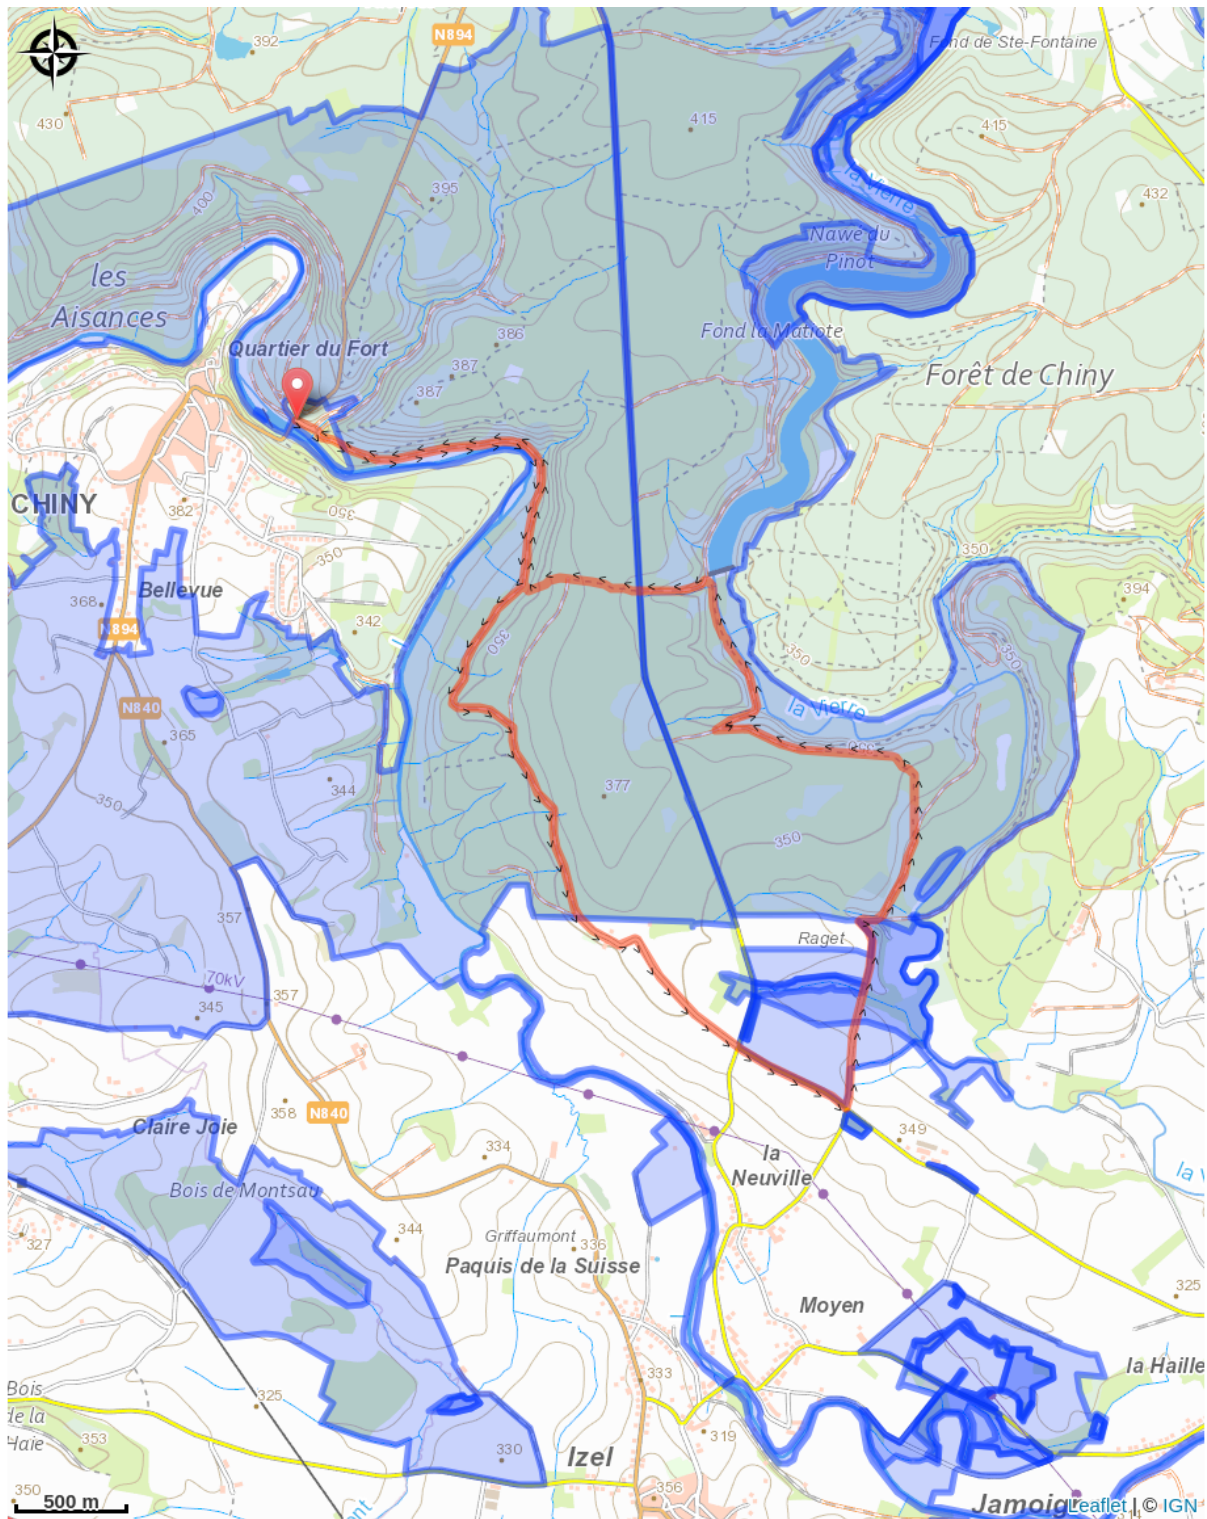 N894
392
Fond de Ste-Fontaine
430
415
415
la Vierre
400
395
432
Nawé du
Pinot
les
Aisances
Fond la Matiote
386
Quartier du Fort
387
387
Forêt de Chiny
CHINY
382
350
350
350
Bellevue
368
394
342
N894
350
350
350
la Vierre
N840
365
350
344
377
350
350
357
Raget
70kV
357
345
358
N840
349
Claire Joie
334
la
Neuville
Bois de Montsau
344
327
Griffaumont
336
Paquis de la Suisse
325
Moyen
la Haille
333
Bois
de la
Haie
325
353
319
330
Izel
350
356
500 m
Jamoig
Leaflet | © IGN